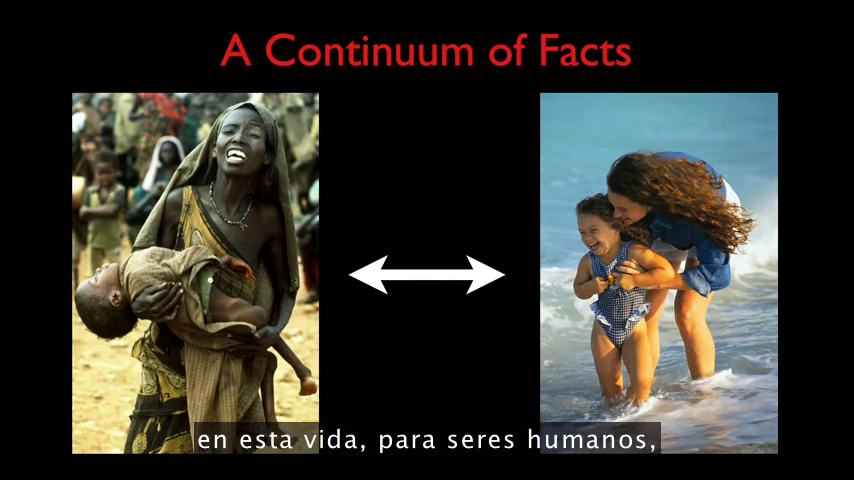 A Continuum of Facts
en esta vida, para seres humanos,